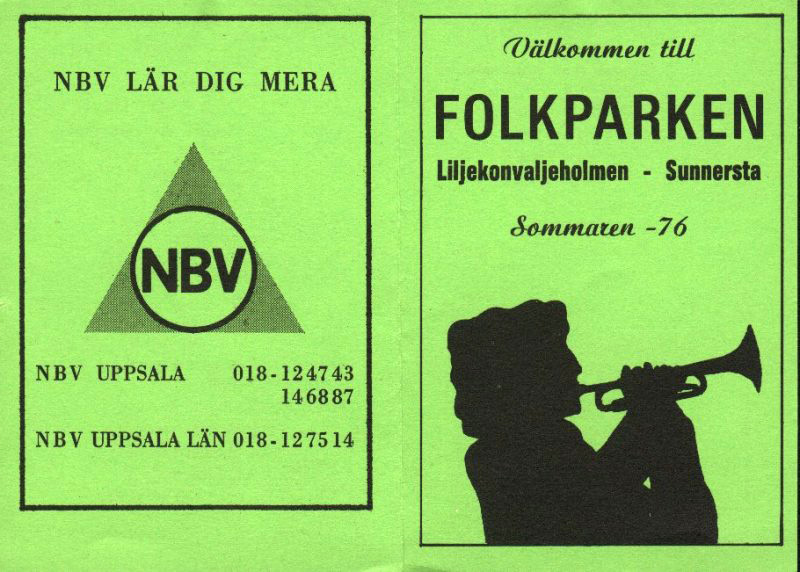 NBV LÄR DIG MERA
NBV
NBV UPPSALA 018-124743
146887
NBV UPPSALA LÄN 018-127514
Välkommen till
FOLKPARKEN
Liljekonvaljeholmen - Sunnersta
Sommaren -76